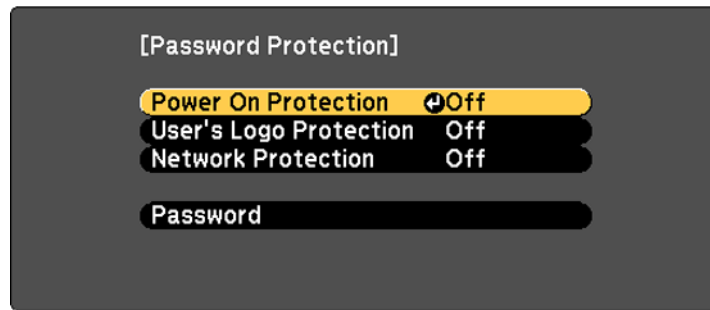 [Password Protection]
Power On Protection Off
User's Logo Protection Off
Network Protection Off
Password